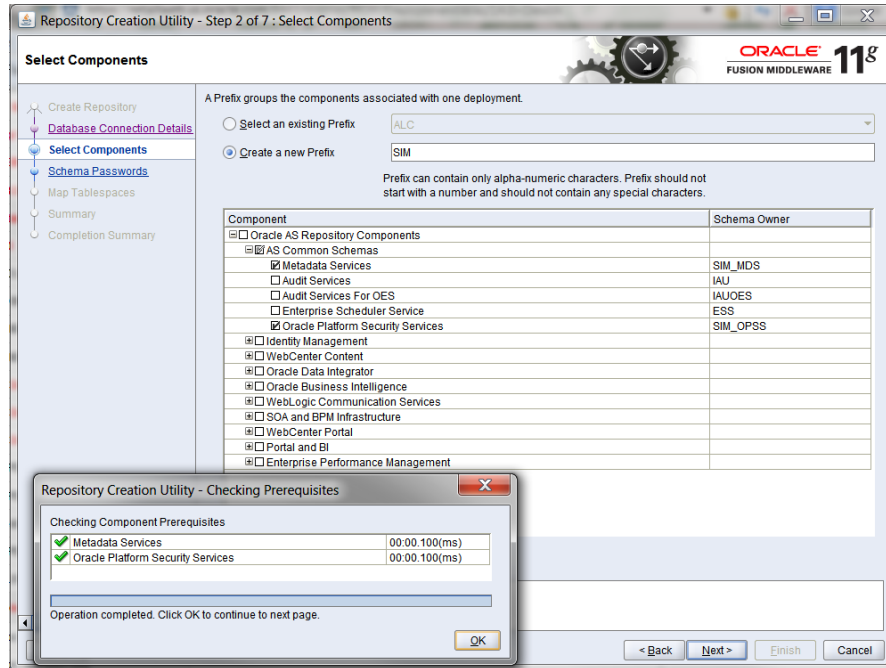 Repository Creation Utility - Step 2 of 7 : Select Components
Select Components
ORACLE
FUSION MIDDLEWARE
11g
Create Repository
Database Connection Details
Select Components
Schema Passwords
Map Tablespaces
Summary
Completion Summary
A Prefix groups the components associated with one deployment.
Select an existing Prefix ALC
Create a new Prefix SIM
Prefix can contain only alpha-numeric characters. Prefix should not
start with a number and should not contain any special characters.
Component Schema Owner
Oracle AS Repository Components
AS Common Schemas
Metadata Services SIM_MDS
Audit Services IAU
Audit Services For OES IAUOES
Enterprise Scheduler Service ESS
Oracle Platform Security Services SIM_OPSS
Identity Management
WebCenter Content
Oracle Data Integrator
Oracle Business Intelligence
WebLogic Communication Services
SOA and BPM Infrastructure
WebCenter Portal
Portal and BI
Enterprise Performance Management
Repository Creation Utility - Checking Prerequisites
Checking Component Prerequisites
Metadata Services 00:00.100(ms)
Oracle Platform Security Services 00:00.100(ms)
Operation completed. Click OK to continue to next page.
OK
< Back Next > Finish Cancel